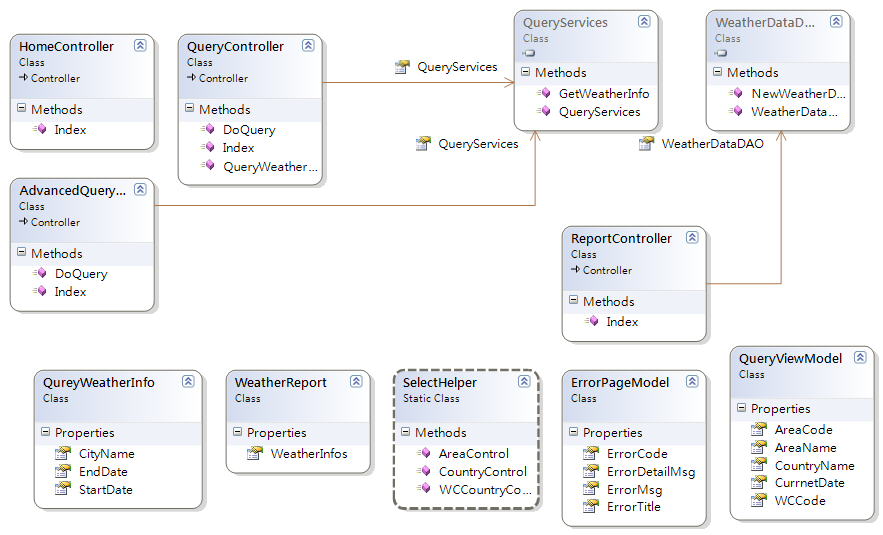 HomeController
Class
Controller
Methods
Index
QueryController
Class
Controller
Methods
DoQuery
Index
QueryWeather...
QueryServices
QueryServices
Class
Methods
GetWeatherInfo
QueryServices
WeatherDataD...
Class
Methods
NewWeatherD...
WeatherData...
QueryServices
WeatherDataDAO
AdvancedQuery...
Class
Controller
Methods
DoQuery
Index
ReportController
Class
Controller
Methods
Index
QureyWeatherInfo
Class
Properties
CityName
EndDate
StartDate
WeatherReport
Class
Properties
WeatherInfos
SelectHelper
Static Class
Methods
AreaControl
CountryControl
WCCountryCo...
ErrorPageModel
Class
Properties
ErrorCode
ErrorDetailMsg
ErrorMsg
ErrorTitle
QueryViewModel
Class
Properties
AreaCode
AreaName
CountryName
CurrnetDate
WCCode